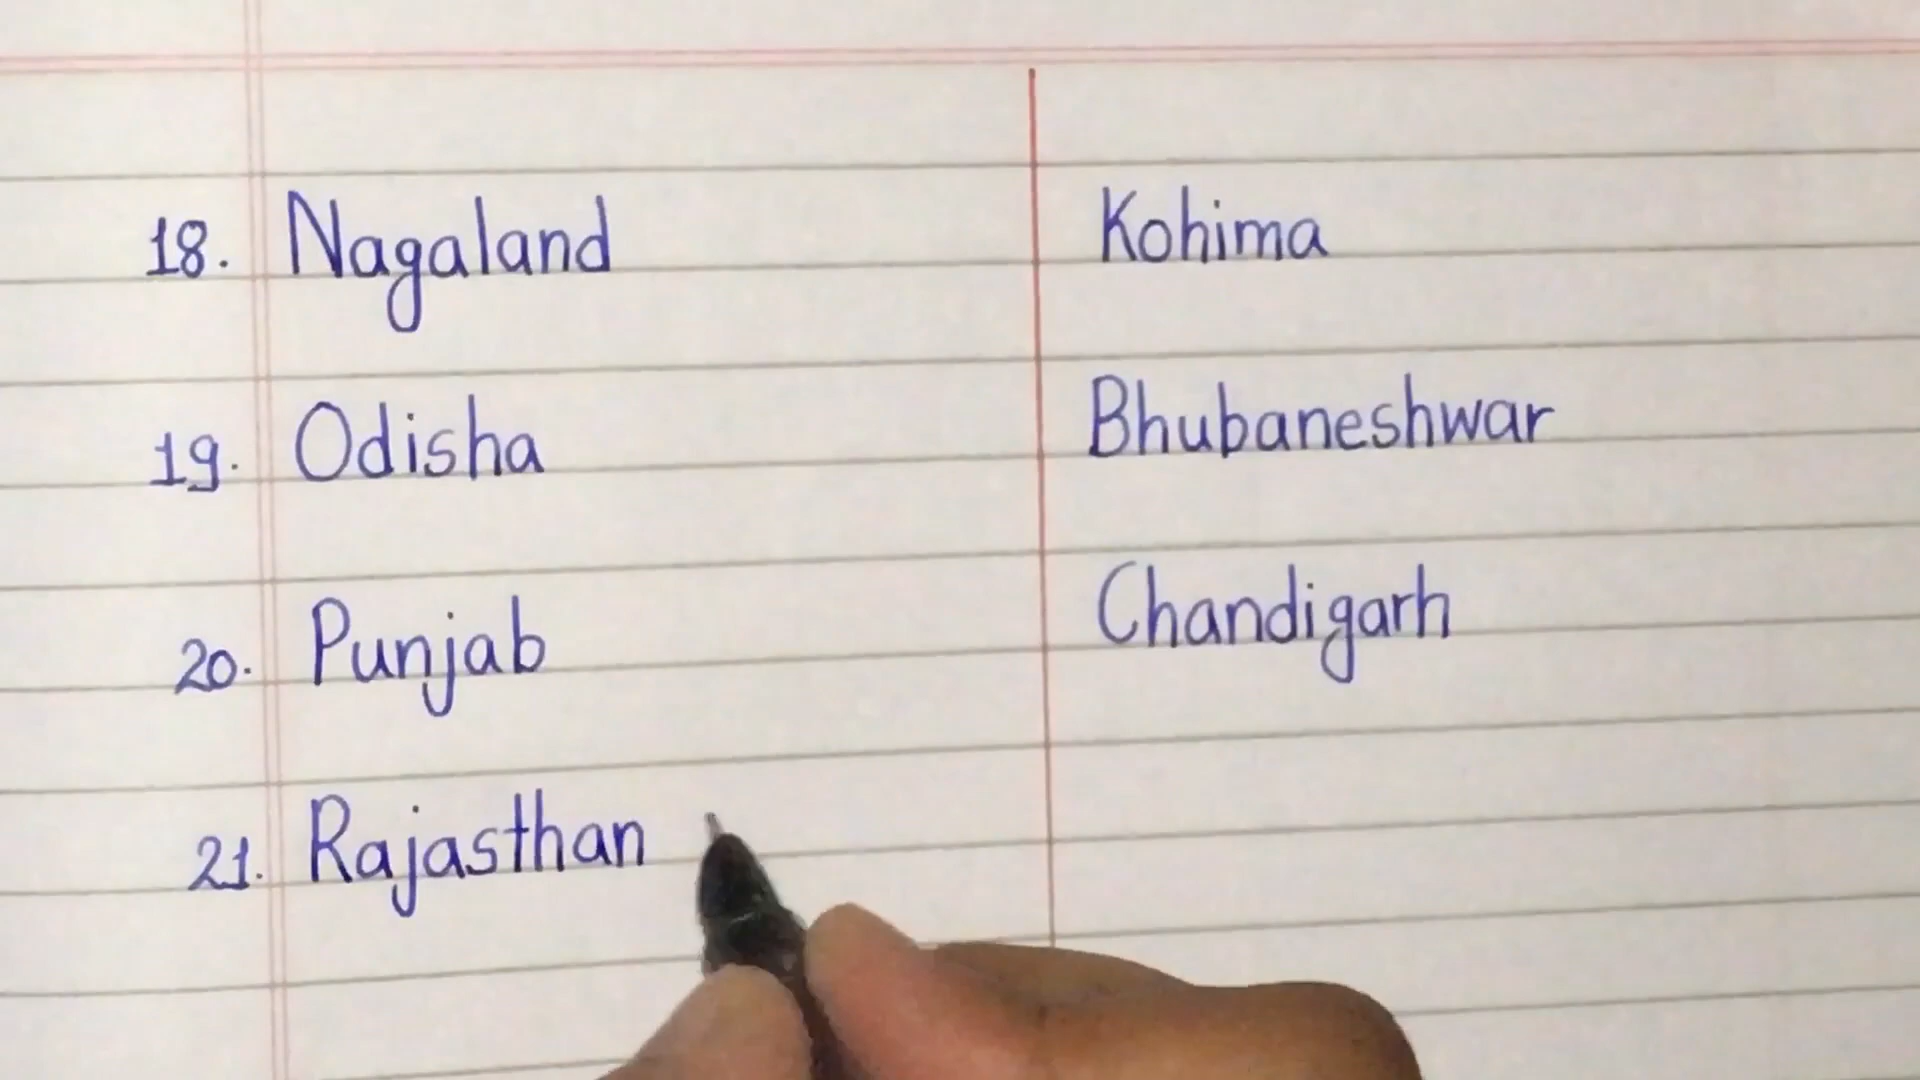 18. Nagaland Kohima
19. Odisha Bhubaneshwar
20. Punjab Chandigarh
21. Rajasthan